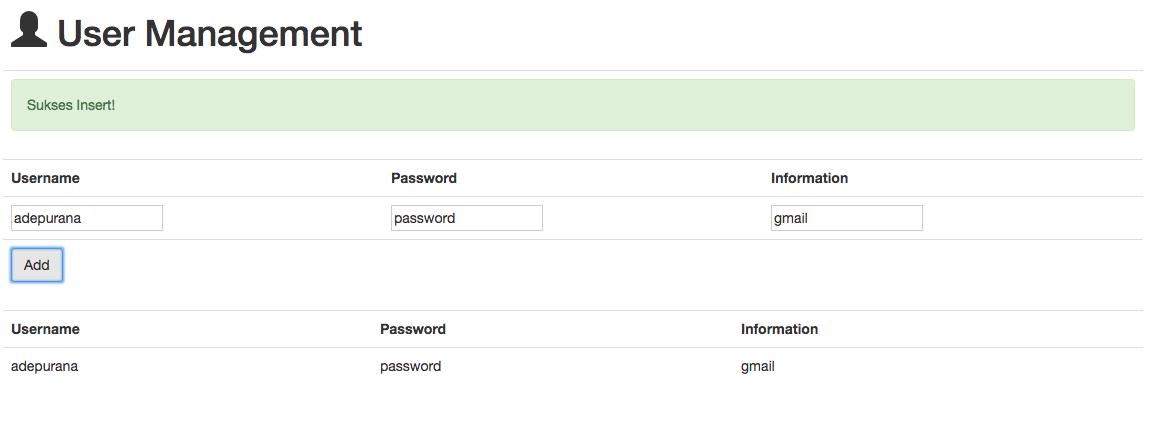 User Management
Sukses Insert!
Username Password Information
adepurana password gmail
Add
Username Password Information
adepurana password gmail